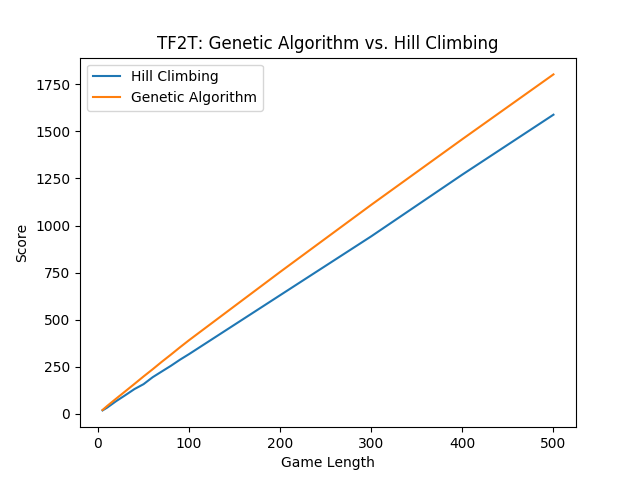 TF2T: Genetic Algorithm vs. Hill Climbing
Hill Climbing
Genetic Algorithm
1750
1500
1250
1000
750
500
250
0
Score
0 100 200 300 400 500
Game Length